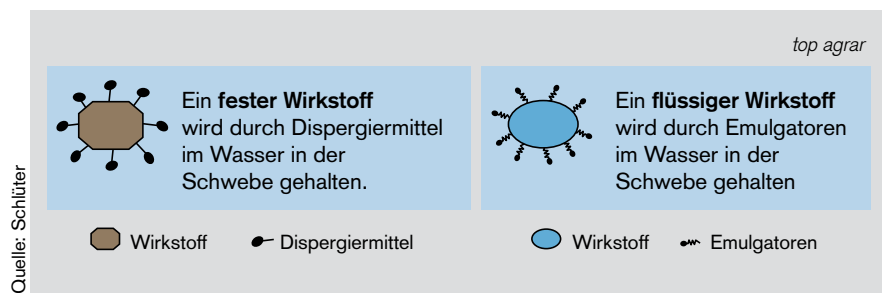 top agrar
Ein fester Wirkstoff
wird durch Dispergiermittel
im Wasser in der
Schwebe gehalten.
Ein flüssiger Wirkstoff
wird durch Emulgatoren
im Wasser in der
Schwebe gehalten
Wirkstoff
Dispergiermittel
Wirkstoff
Emulgatoren
Quelle: Schlüter